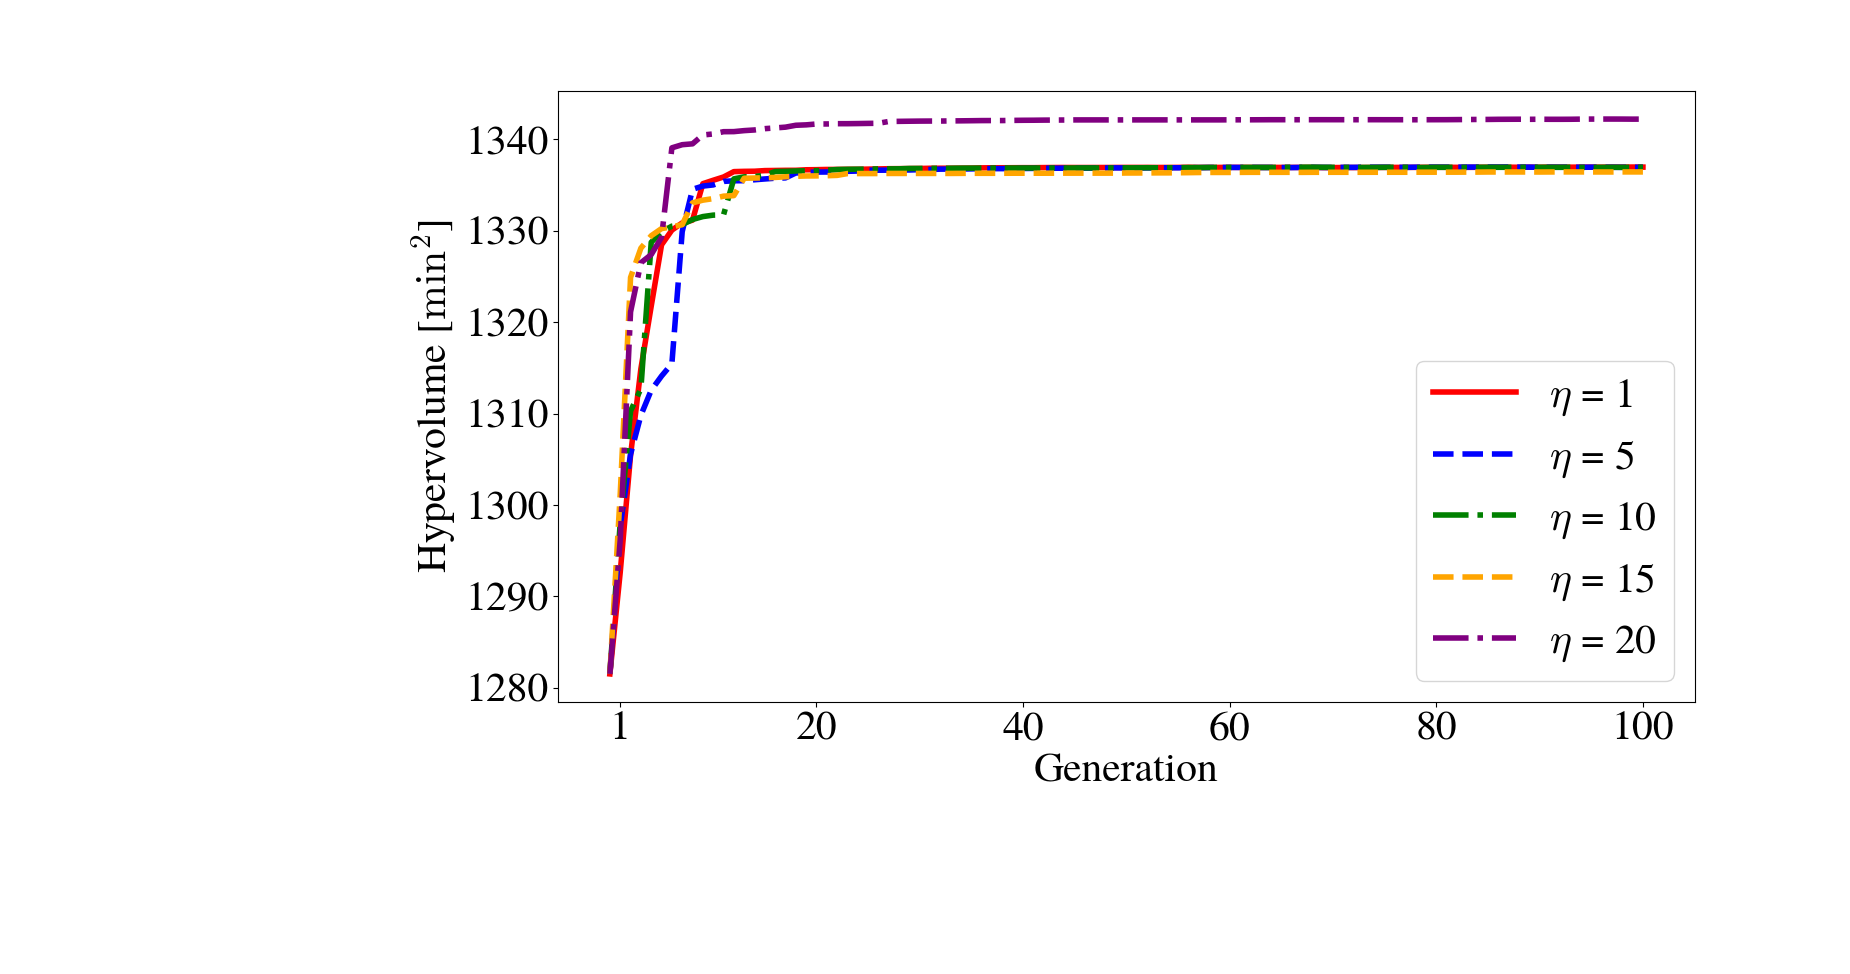 1340
1330
1320
1310
1300
1290
1280
Hypervolume [min²]
1 20 40 60 80 100
Generation
η = 1
η = 5
η = 10
η = 15
η = 20